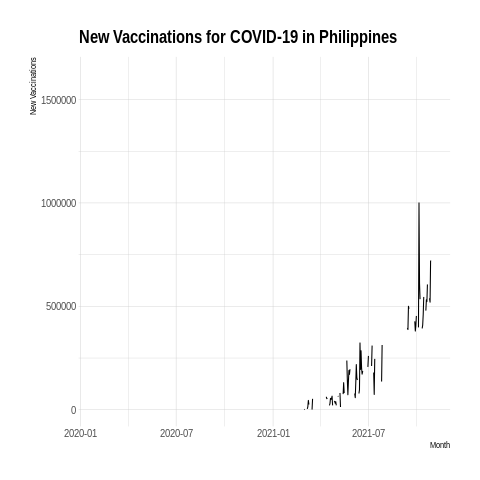 New Vaccinations for COVID-19 in Philippines
New Vaccinations
1500000
1000000
500000
0
2020-01 2020-07 2021-01 2021-07
Month